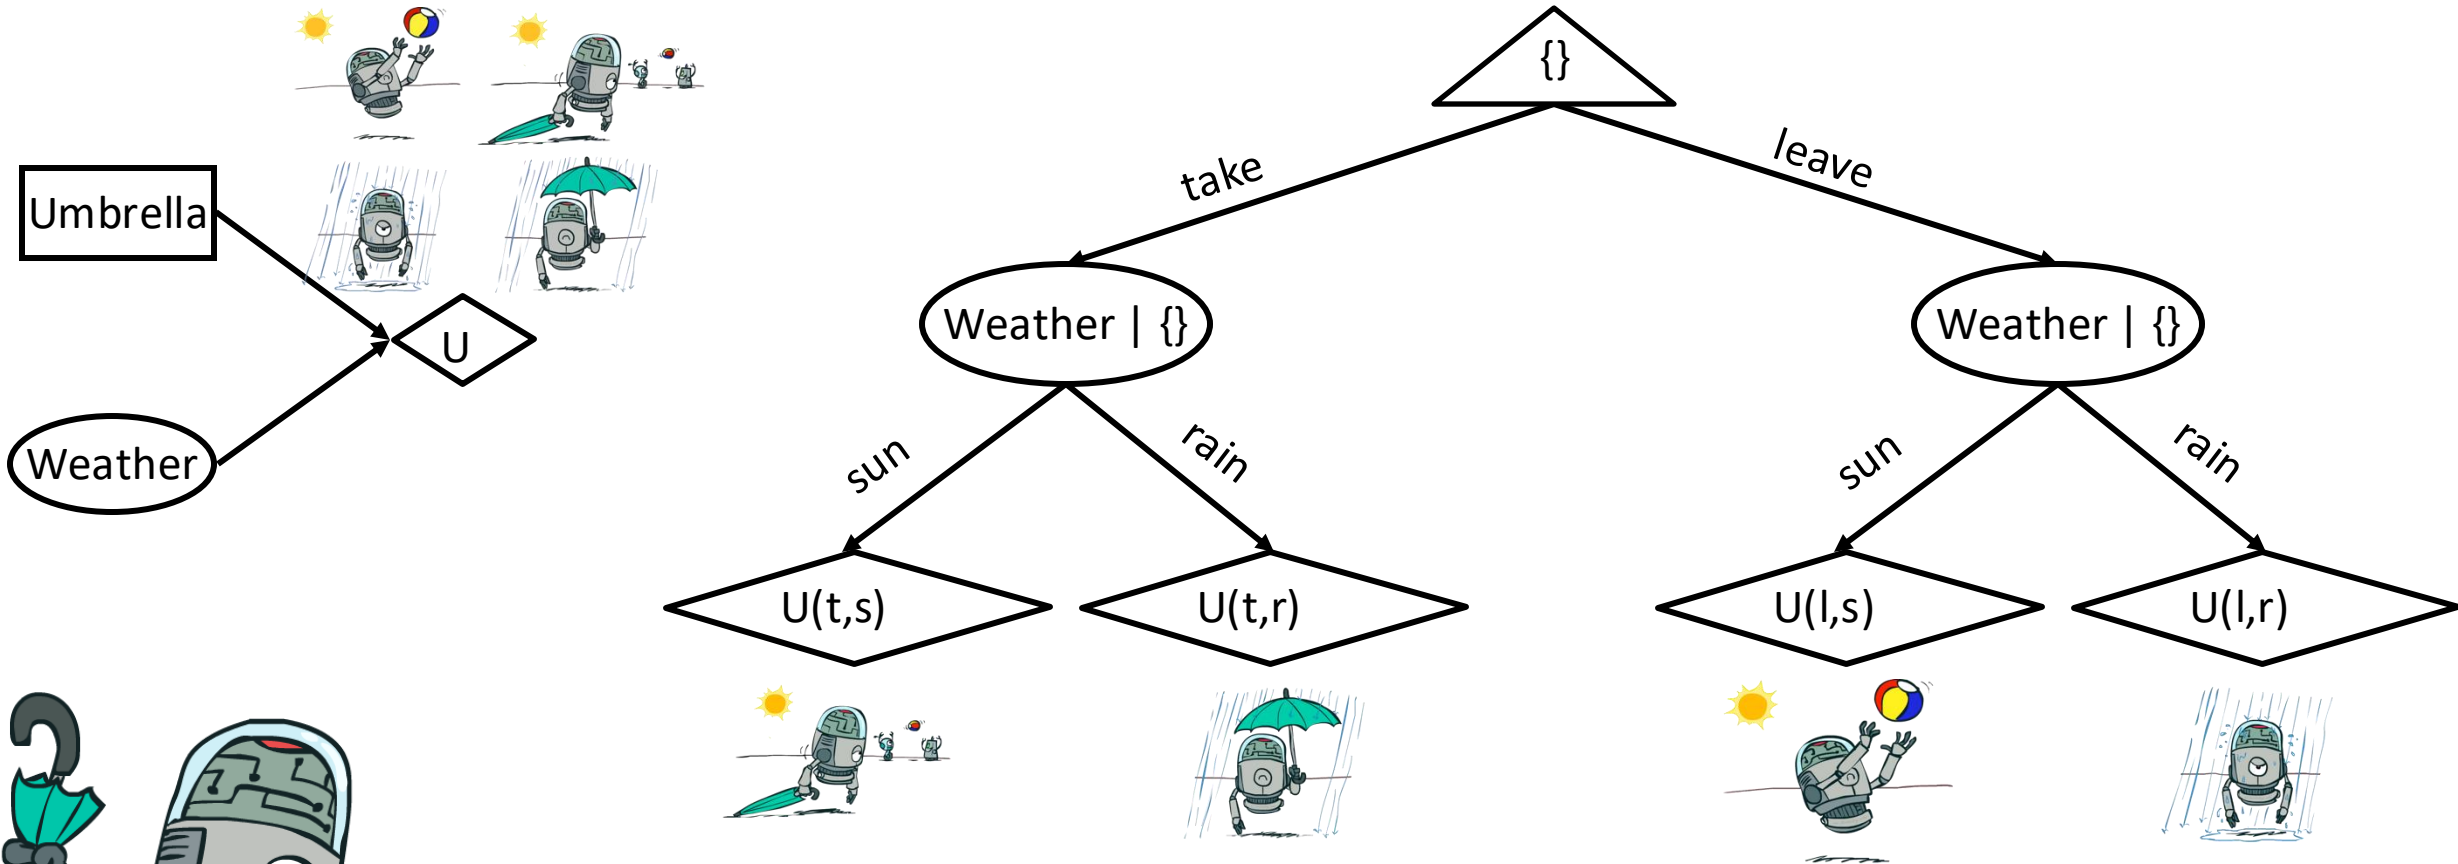 Umbrella
U
Weather
{}
take
leave
Weather | {}
Weather | {}
sun
rain
sun
rain
U(t,s)
U(t,r)
U(l,s)
U(l,r)